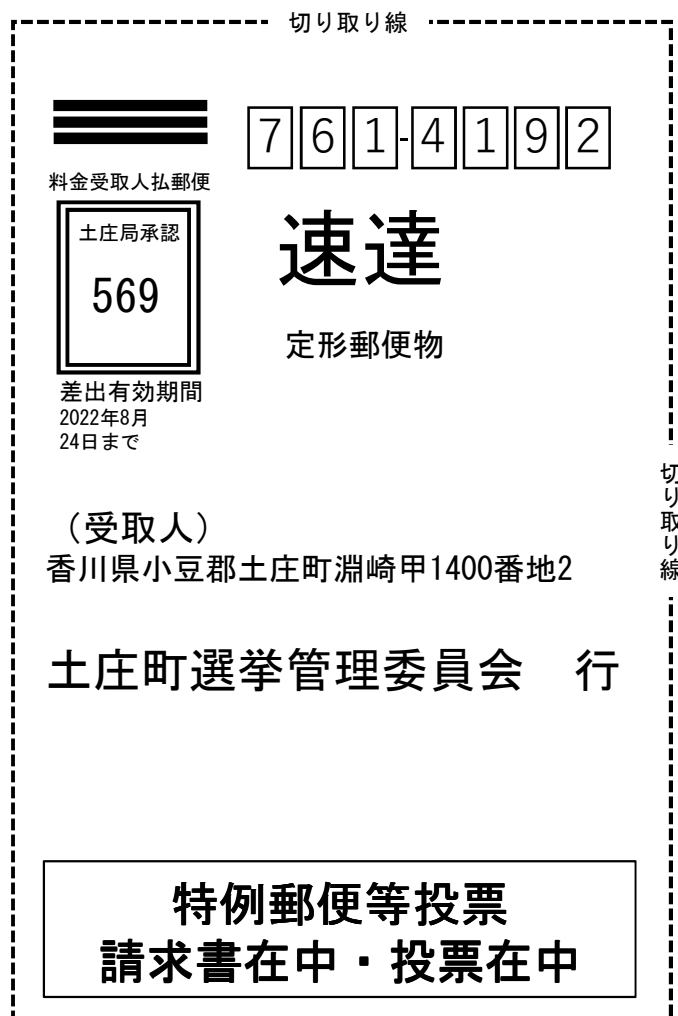 切り取り線
761-4192
料金受取人払郵便
土庄局承認
569
速達
定形郵便物
差出有効期間
2022年8月
24日まで
切り取り線
（受取人）
香川県小豆郡土庄町淵崎甲1400番地2
土庄町選挙管理委員会　行
特例郵便等投票
請求書在中・投票在中